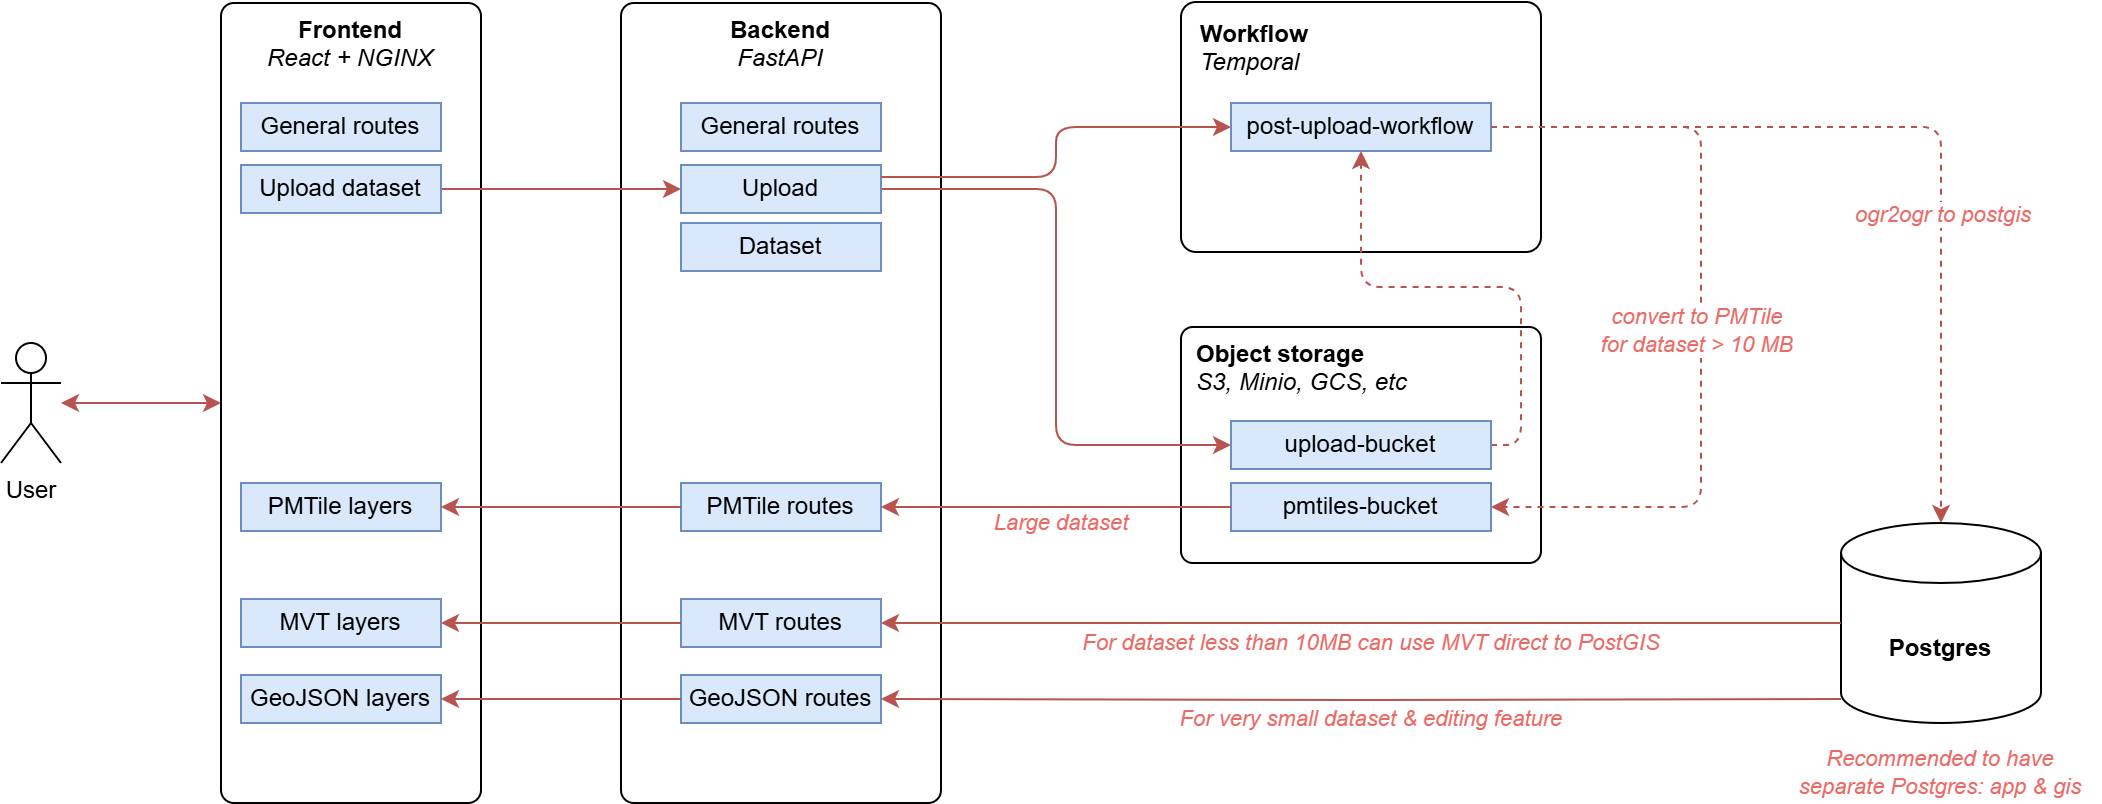 Frontend
React + NGINX
General routes
Upload dataset
PMTile layers
MVT layers
GeoJSON layers
User
Backend
FastAPI
General routes
Upload
Dataset
PMTile routes
MVT routes
GeoJSON routes
Workflow
Temporal
post-upload-workflow
Object storage
S3, Minio, GCS, etc
upload-bucket
pmtiles-bucket
Large dataset
For dataset less than 10MB can use MVT direct to PostGIS
For very small dataset & editing feature
convert to PMTile
for dataset > 10 MB
ogr2ogr to postgis
Postgres
Recommended to have
separate Postgres: app & gis